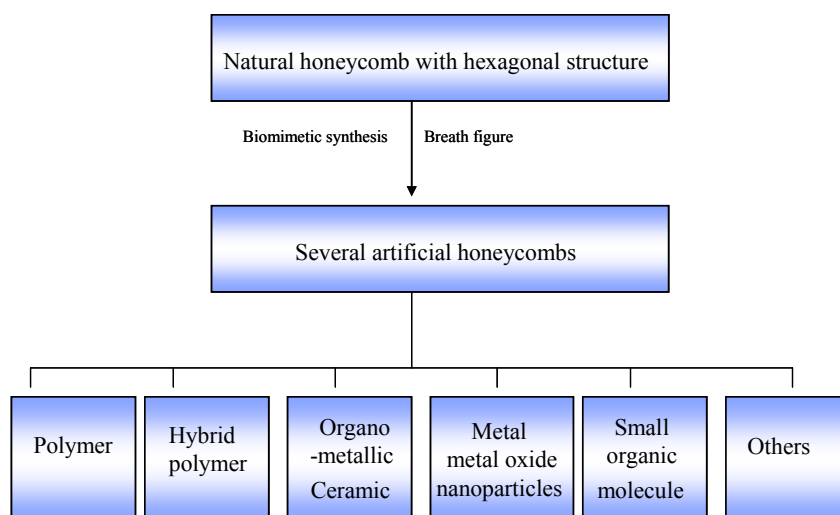 Natural honeycomb with hexagonal structure
Biomimetic synthesis Breath figure
Several artificial honeycombs
Polymer
Hybrid
polymer
Organo
-metallic
Ceramic
Metal
metal oxide
nanoparticles
Small
organic
molecule
Others